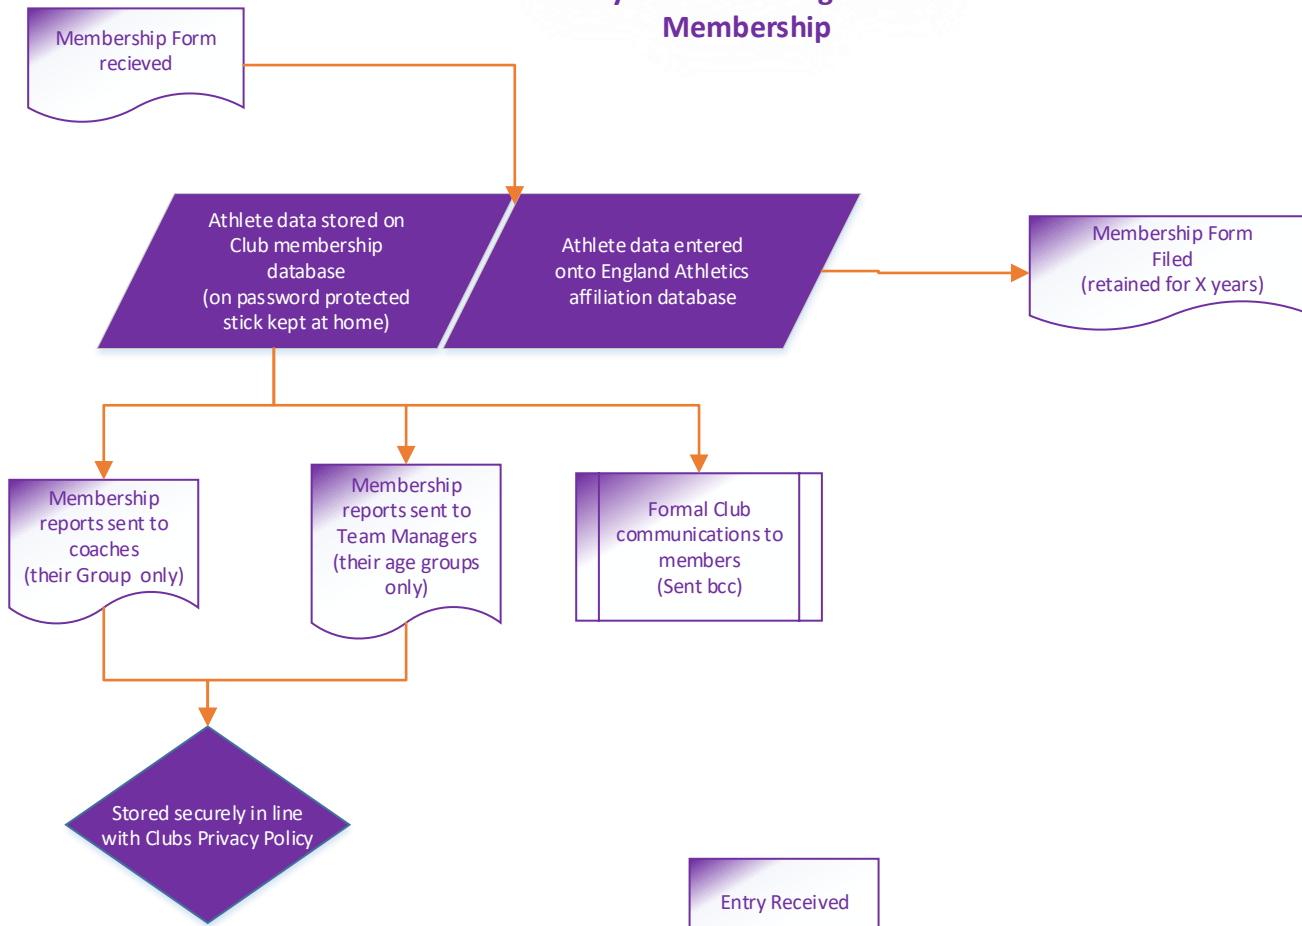 Membership
Membership Form
recieved
Athlete data stored on
Club membership
database
(on password protected
stick kept at home)
Athlete data entered
onto England Athletics
affiliation database
Membership Form
Filed
(retained for X years)
Membership
reports sent to
coaches
(their Group only)
Membership
reports sent to
Team Managers
(their age groups
only)
Formal Club
communications to
members
(Sent bcc)
Stored securely in line
with Clubs Privacy Policy
Entry Received